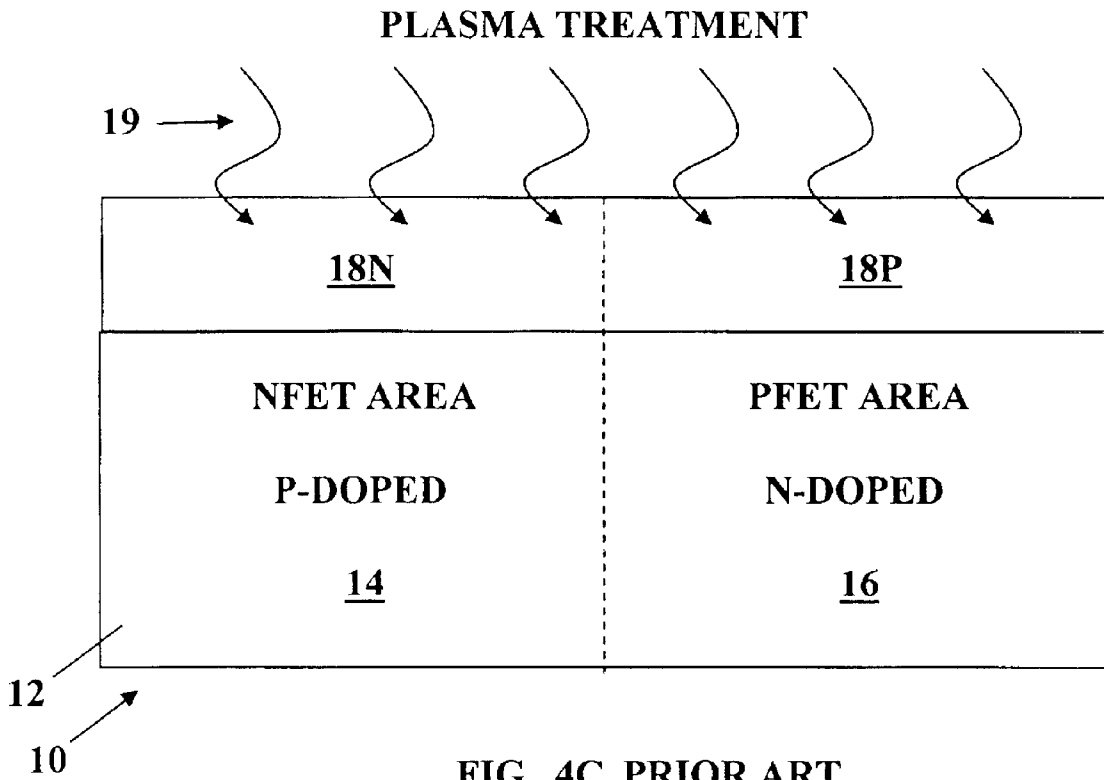 PLASMA TREATMENT
19
18N 18P
NFET AREA PFET AREA
P-DOPED N-DOPED
14 16
12
10
FIG. 4C PRIOR ART